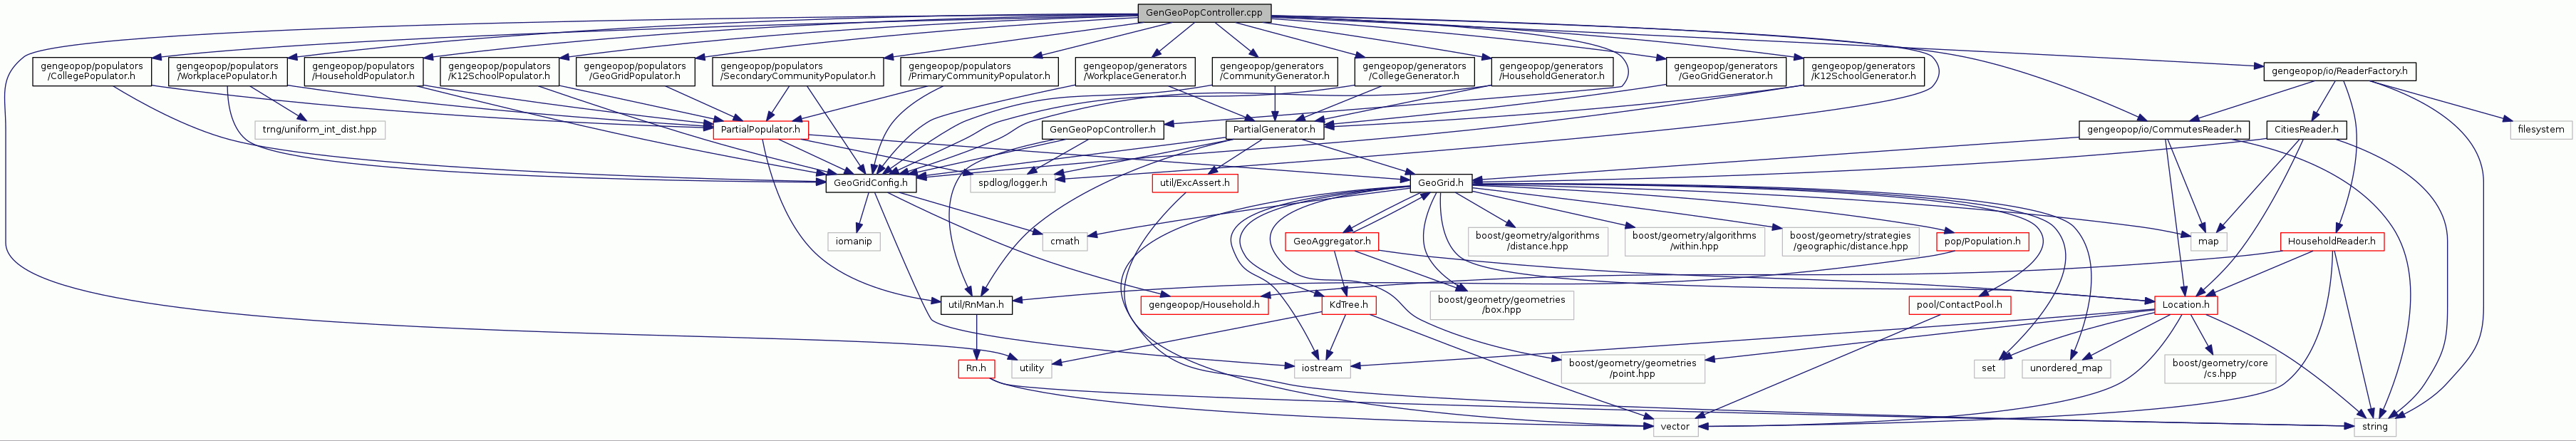 GenGeoPopController.cpp
gengeopop/populators
/CollegePopulator.h
gengeopop/populators
/WorkplacePopulator.h
gengeopop/populators
/HouseholdPopulator.h
gengeopop/populators
/K12SchoolPopulator.h
gengeopop/populators
/GeoGridPopulator.h
gengeopop/populators
/SecondaryCommunityPopulator.h
gengeopop/populators
/PrimaryCommunityPopulator.h
gengeopop/generators
/WorkplaceGenerator.h
gengeopop/generators
/CommunityGenerator.h
gengeopop/generators
/CollegeGenerator.h
gengeopop/generators
/HouseholdGenerator.h
gengeopop/generators
/GeoGridGenerator.h
gengeopop/generators
/K12SchoolGenerator.h
gengeopop/io/ReaderFactory.h
trng/uniform_int_dist.hpp
PartialPopulator.h
GenGeoPopController.h
PartialGenerator.h
gengeopop/io/CommutesReader.h
CitiesReader.h
filesystem
GeoGridConfig.h
spdlog/logger.h
util/ExcAssert.h
GeoGrid.h
iomanip
cmath
GeoAggregator.h
boost/geometry/algorithms
/distance.hpp
boost/geometry/algorithms
/within.hpp
boost/geometry/strategies
/geographic/distance.hpp
pop/Population.h
map
HouseholdReader.h
util/RnMan.h
gengeopop/Household.h
KdTree.h
boost/geometry/geometries
/box.hpp
pool/ContactPool.h
Location.h
Rn.h
utility
iostream
boost/geometry/geometries
/point.hpp
set
unordered_map
boost/geometry/core
/cs.hpp
vector
string